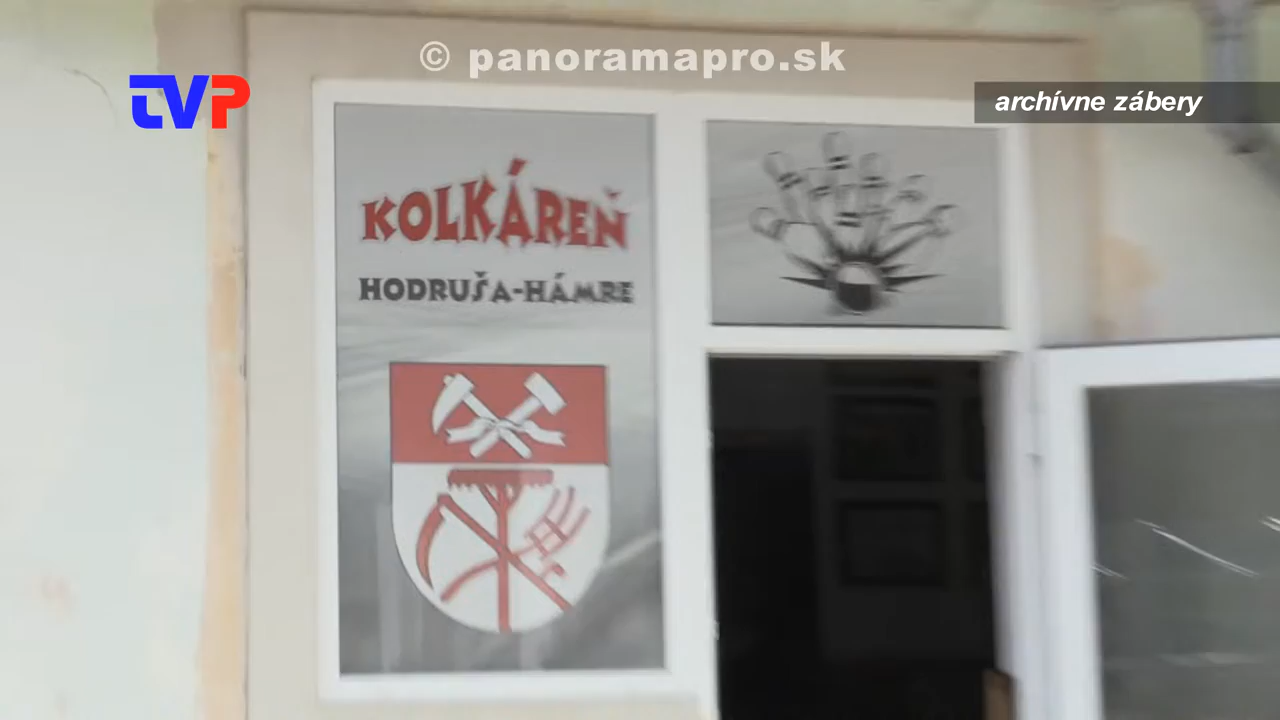 © panoramapro.sk
TVP
archívne zábery
KOLKÁREŇ
HODRUŠA-HÁMRE